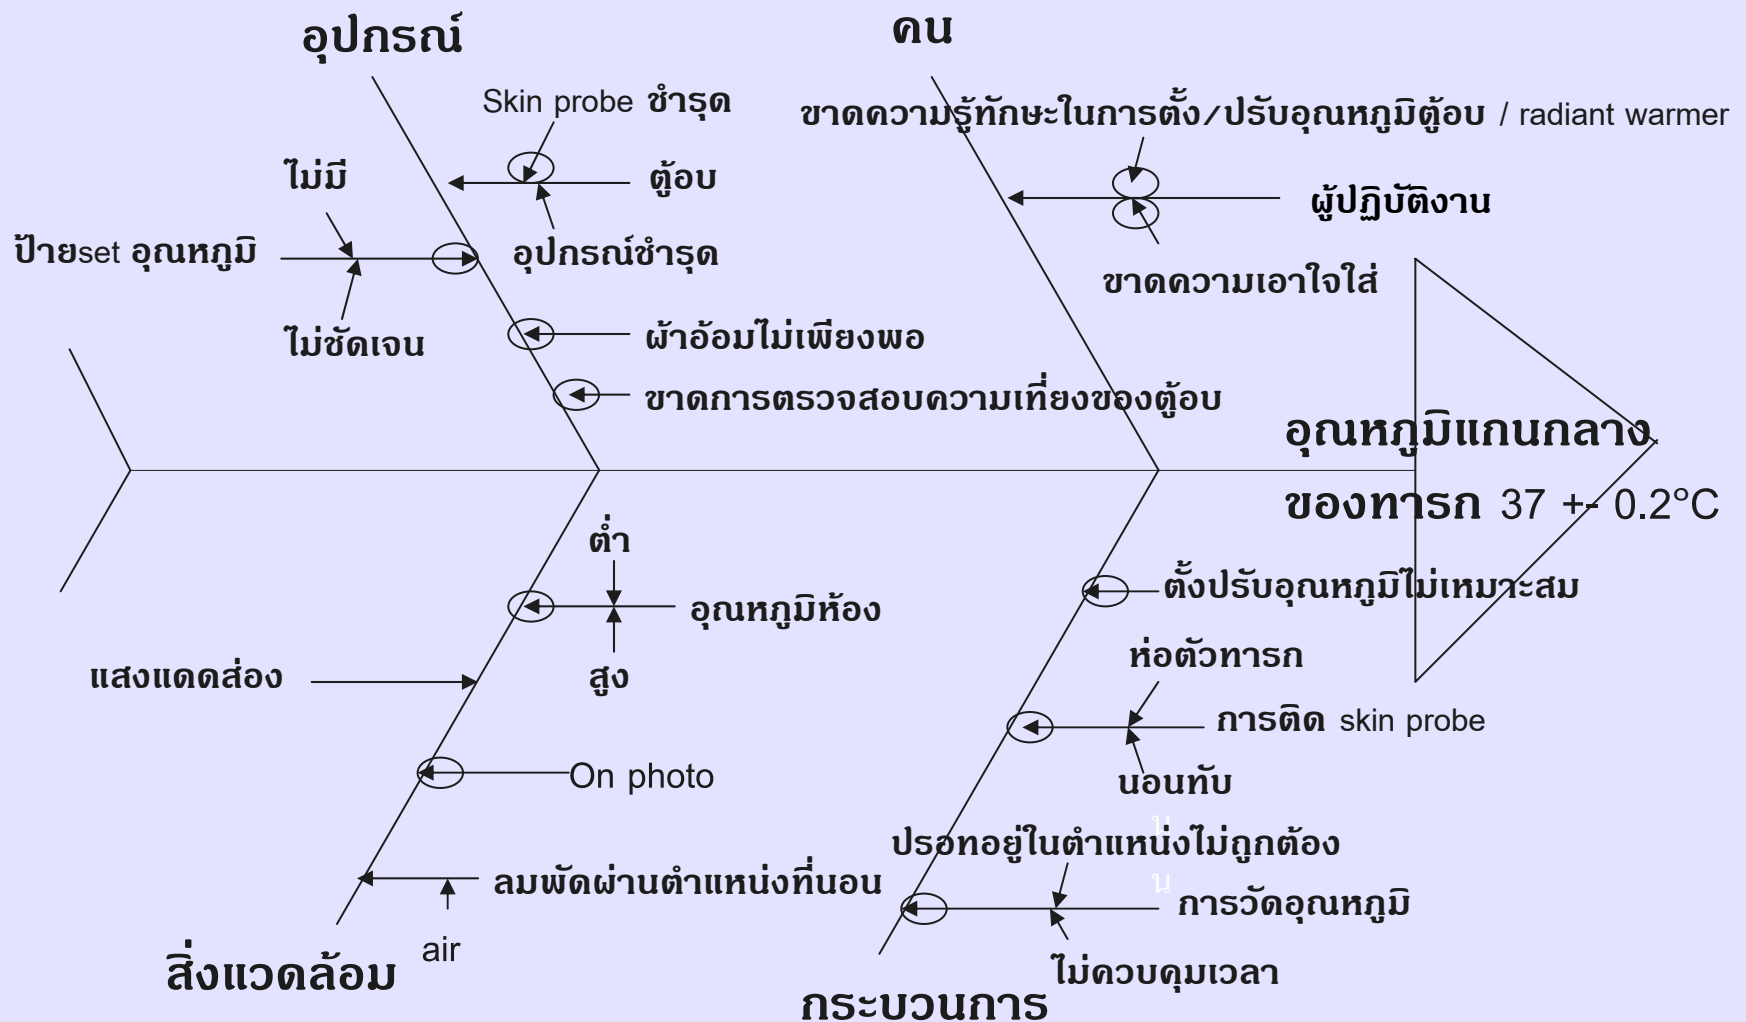 อุปกรณ์
คน
Skin probe ชำรุด
ขาดความรู้ทักษะในการตั้ง/ปรับอุณหภูมิตู้อบ / radiant warmer
ไม่มี
ตู้อบ
ผู้ปฏิบัติงาน
ป้ายset อุณหภูมิ
อุปกรณ์ชำรุด
ขาดความเอาใจใส่
ไม่ชัดเจน
ผ้าอ้อมไม่เพียงพอ
ขาดการตรวจสอบความเที่ยงของตู้อบ
อุณหภูมิแกนกลาง
ของทารก 37 +- 0.2°C
ต่ำ
อุณหภูมิห้อง
ตั้งปรับอุณหภูมิไม่เหมาะสม
แสงแดดส่อง
สูง
ห่อตัวทารก
การติด skin probe
On photo
นอนทับ
น
ปรอทอยู่ในตำแหน่งไม่ถูกต้อง
ลมพัดผ่านตำแหน่งที่นอน
น
การวัดอุณหภูมิ
air
สิ่งแวดล้อม
ไม่ควบคุมเวลา
กระบวนการ